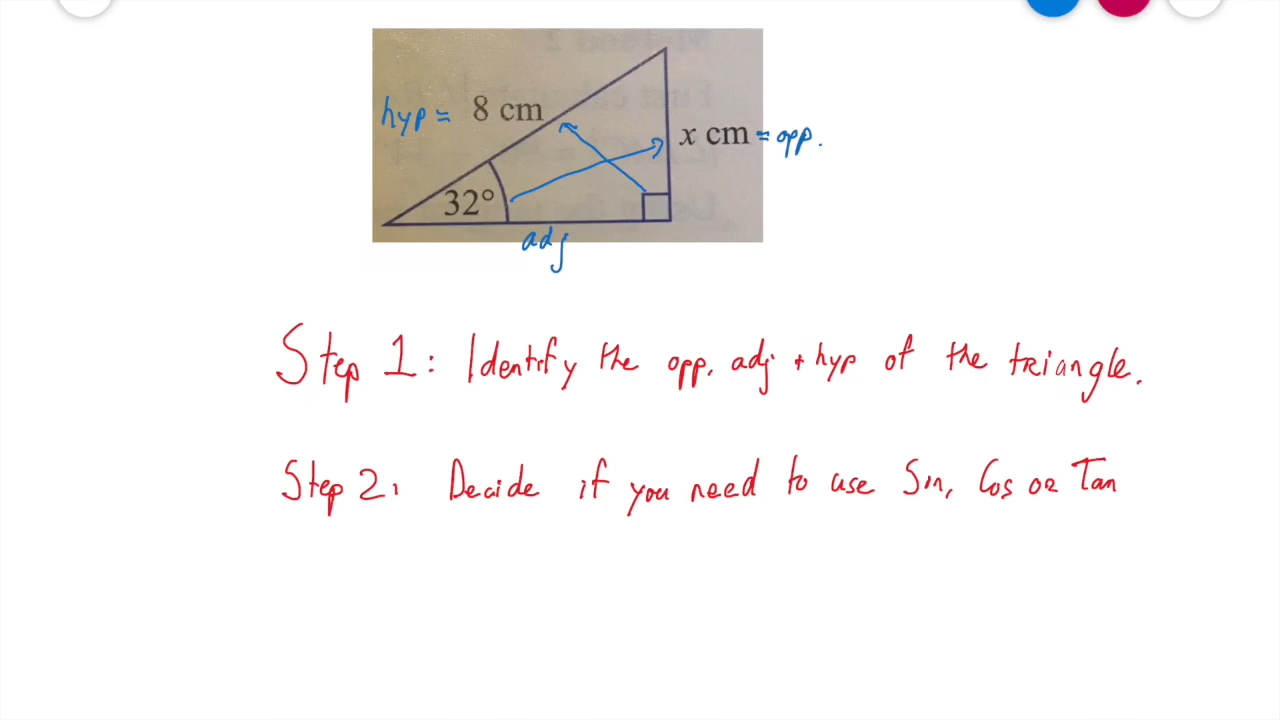 hyp = 8 cm
x cm = opp.
32°
adj
Step 1: Identify the opp, adj + hyp of the triangle.
Step 2. Decide if you need to use Sin, Cos or Tan